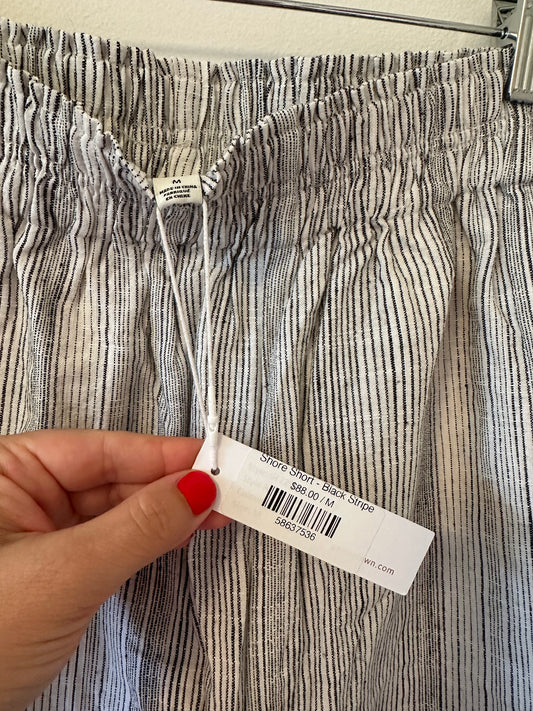 M
MADE IN CHINA
FABRIQUÉ
EN CHINE
Shore Short - Black Stripe
$88.00 / M
58637536
wn.com